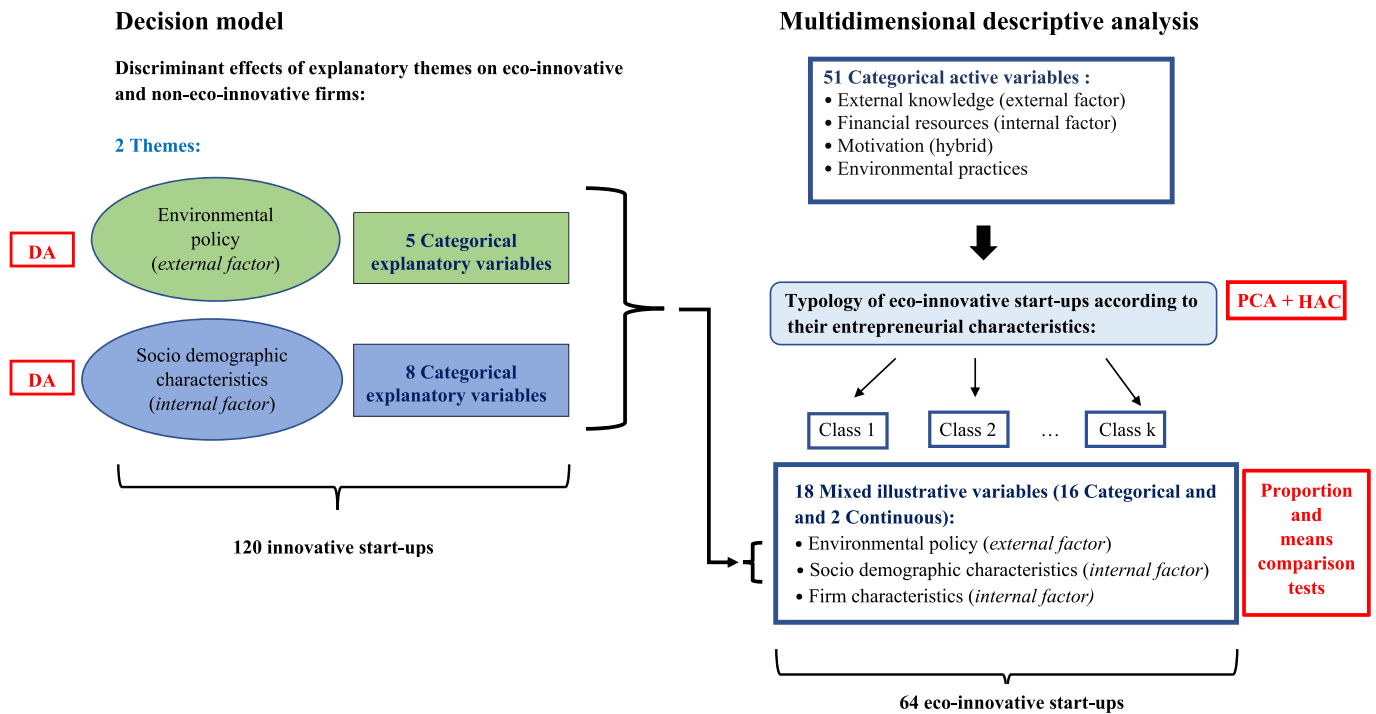 Decision model
Discriminant effects of explanatory themes on eco-innovative
and non-eco-innovative firms:
2 Themes:
DA
Environmental
policy
(external factor)
5 Categorical
explanatory variables
DA
Socio demographic
characteristics
(internal factor)
8 Categorical
explanatory variables
120 innovative start-ups
Multidimensional descriptive analysis
51 Categorical active variables :
• External knowledge (external factor)
• Financial resources (internal factor)
• Motivation (hybrid)
• Environmental practices
Typology of eco-innovative start-ups according to
their entrepreneurial characteristics:
PCA + HAC
Class 1
Class 2
...
Class k
18 Mixed illustrative variables (16 Categorical and
and 2 Continuous):
• Environmental policy (external factor)
• Socio demographic characteristics (internal factor)
• Firm characteristics (internal factor)
Proportion
and
means
comparison
tests
64 eco-innovative start-ups